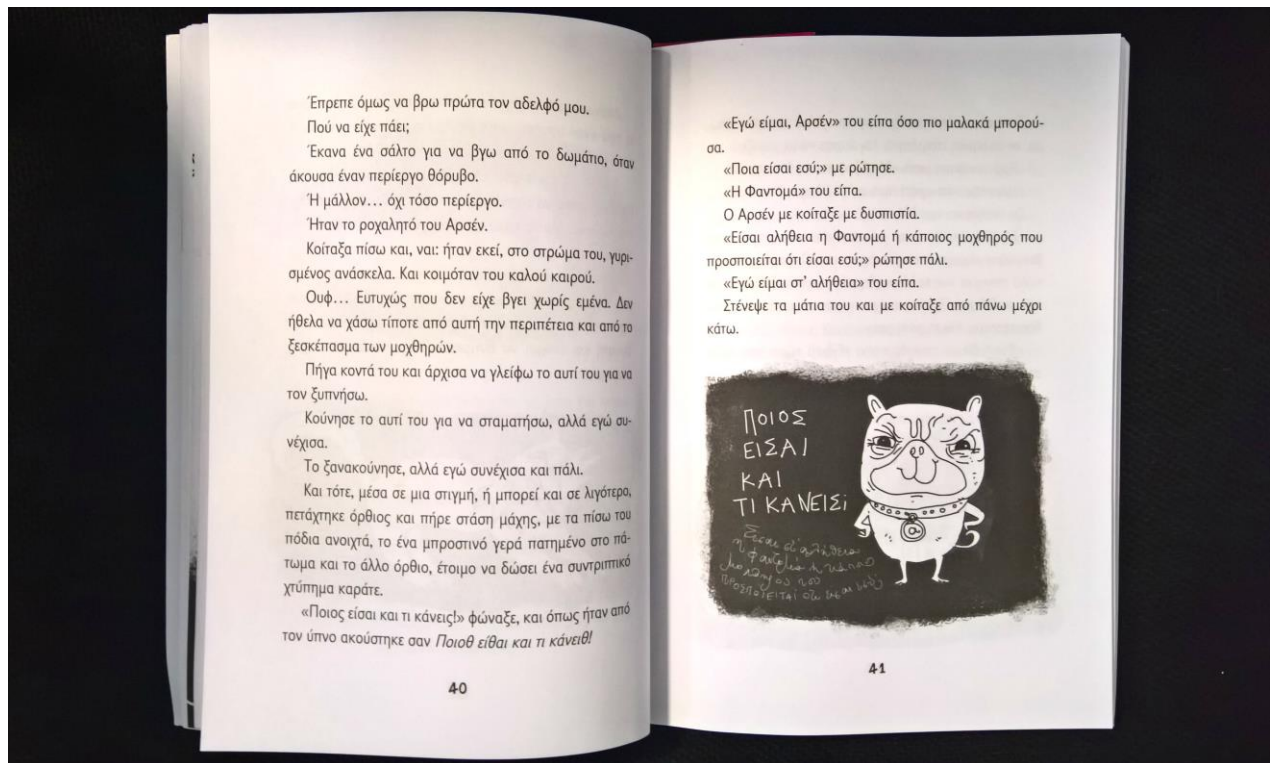 Έπρεπε όμως να βρω πρώτα τον αδελφό μου.
Πού να είχε πάει;
Έκανα ένα σάλτο για να βγω από το δωμάτιο, όταν
άκουσα έναν περίεργο θόρυβο.
Ή μάλλον… όχι τόσο περίεργο.
Ήταν το ροχαλητό του Αρσέν.
Κοίταξα πίσω και, ναι: ήταν εκεί, στο στρώμα του, γυρι-
σμένος ανάσκελα. Και κοιμόταν του καλού καιρού.
Ουφ… Ευτυχώς που δεν είχε βγει χωρίς εμένα. Δεν
ήθελα να χάσω τίποτε από αυτή την περιπέτεια και από το
ξεσκέπασμα των μοχθηρών.
Πήγα κοντά του και άρχισα να γλείφω το αυτί του για να
τον ξυπνήσω.
Κούνησε το αυτί του για να σταματήσω, αλλά εγώ συ-
νέχισα.
Το ξανακούνησε, αλλά εγώ συνέχισα και πάλι.
Και τότε, μέσα σε μια στιγμή, ή μπορεί και σε λιγότερο,
πετάχτηκε όρθιος και πήρε στάση μάχης, με τα πίσω του
πόδια ανοιχτά, το ένα μπροστινό γερά πατημένο στο πά-
τωμα και το άλλο όρθιο, έτοιμο να δώσει ένα συντριπτικό
χτύπημα καράτε.
«Ποιος είσαι και τι κάνεις!» φώναξε, και όπως ήταν από
τον ύπνο ακούστηκε σαν Ποιοθ είθαι και τι κάνειθ!
40
«Εγώ είμαι, Αρσέν» του είπα όσο πιο μαλακά μπορού-
σα.
«Ποια είσαι εσύ;» με ρώτησε.
«Η Φαντομά» του είπα.
Ο Αρσέν με κοίταξε με δυσπιστία.
«Είσαι αλήθεια η Φαντομά ή κάποιος μοχθηρός που
προσποιείται ότι είσαι εσύ;» ρώτησε πάλι.
«Εγώ είμαι στ' αλήθεια» του είπα.
Στένεψε τα μάτια του και με κοίταξε από πάνω μέχρι
κάτω.
ΠΟΙΟΣ
ΕΙΣΑΙ
ΚΑΙ
ΤΙ ΚΑΝΕΙΣ;
@
Είσαι στ' αλήθεια
η Φαντομά ή κάποιος
μοχθηρός που
προσποιείται ότι είσαι εσύ;
41